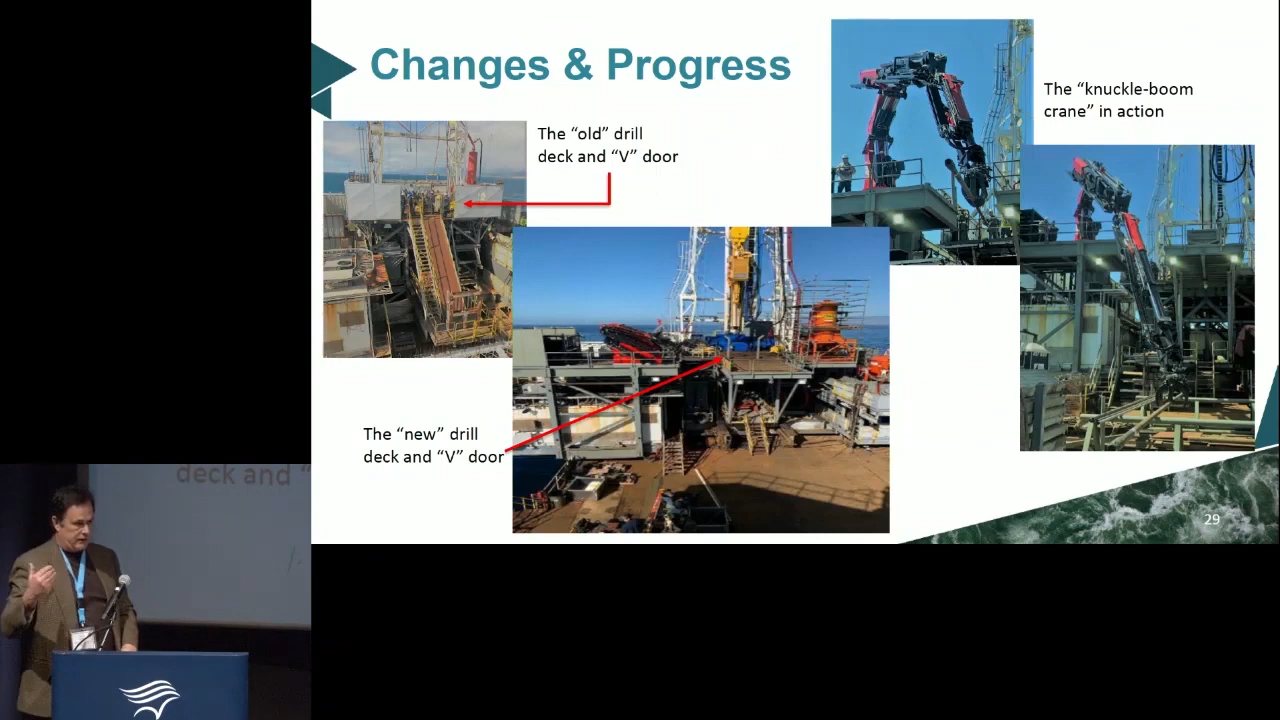 Changes & Progress
The “old” drill
deck and “V” door
The “knuckle-boom
crane” in action
The “new” drill
deck and “V” door
29
deck and “